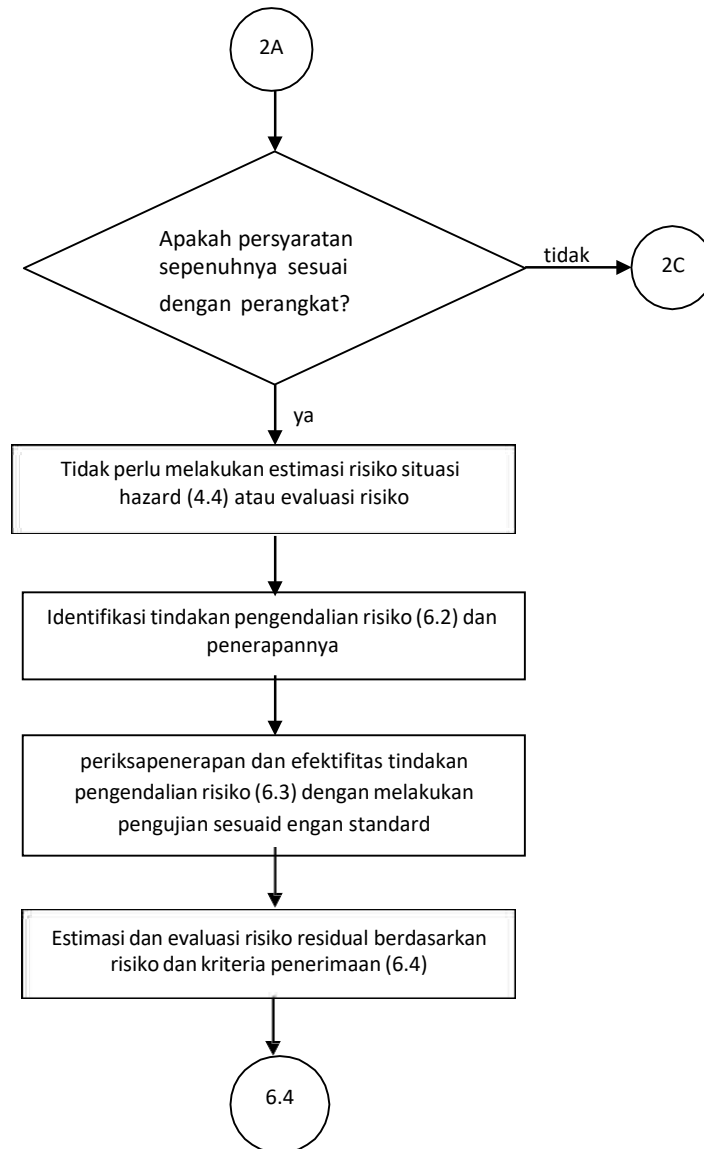 2A
Apakah persyaratan
sepenuhnya sesuai
dengan perangkat?
tidak
2C
ya
Tidak perlu melakukan estimasi risiko situasi
hazard (4.4) atau evaluasi risiko
Identifikasi tindakan pengendalian risiko (6.2) dan
penerapannya
periksapenerapan dan efektifitas tindakan
pengendalian risiko (6.3) dengan melakukan
pengujian sesuaid engan standard
Estimasi dan evaluasi risiko residual berdasarkan
risiko dan kriteria penerimaan (6.4)
6.4